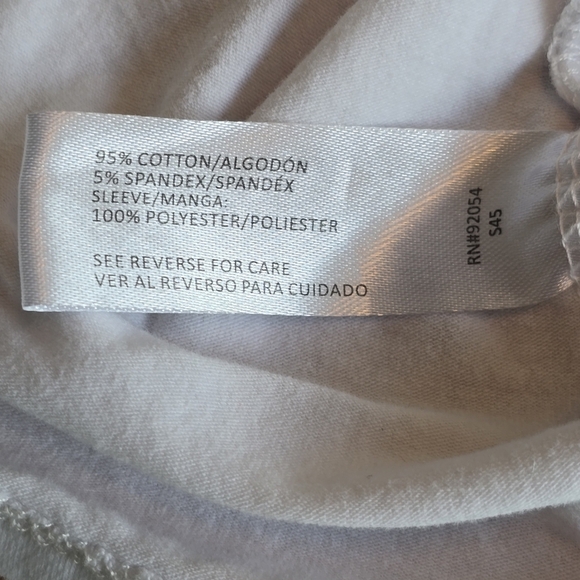 95% COTTON/ALGODÓN
5% SPANDEX/SPANDÉX
SLEEVE/MANGA:
100% POLYESTER/POLIESTER
SEE REVERSE FOR CARE
VER AL REVERSO PARA CUIDADO
RN#92054
S45